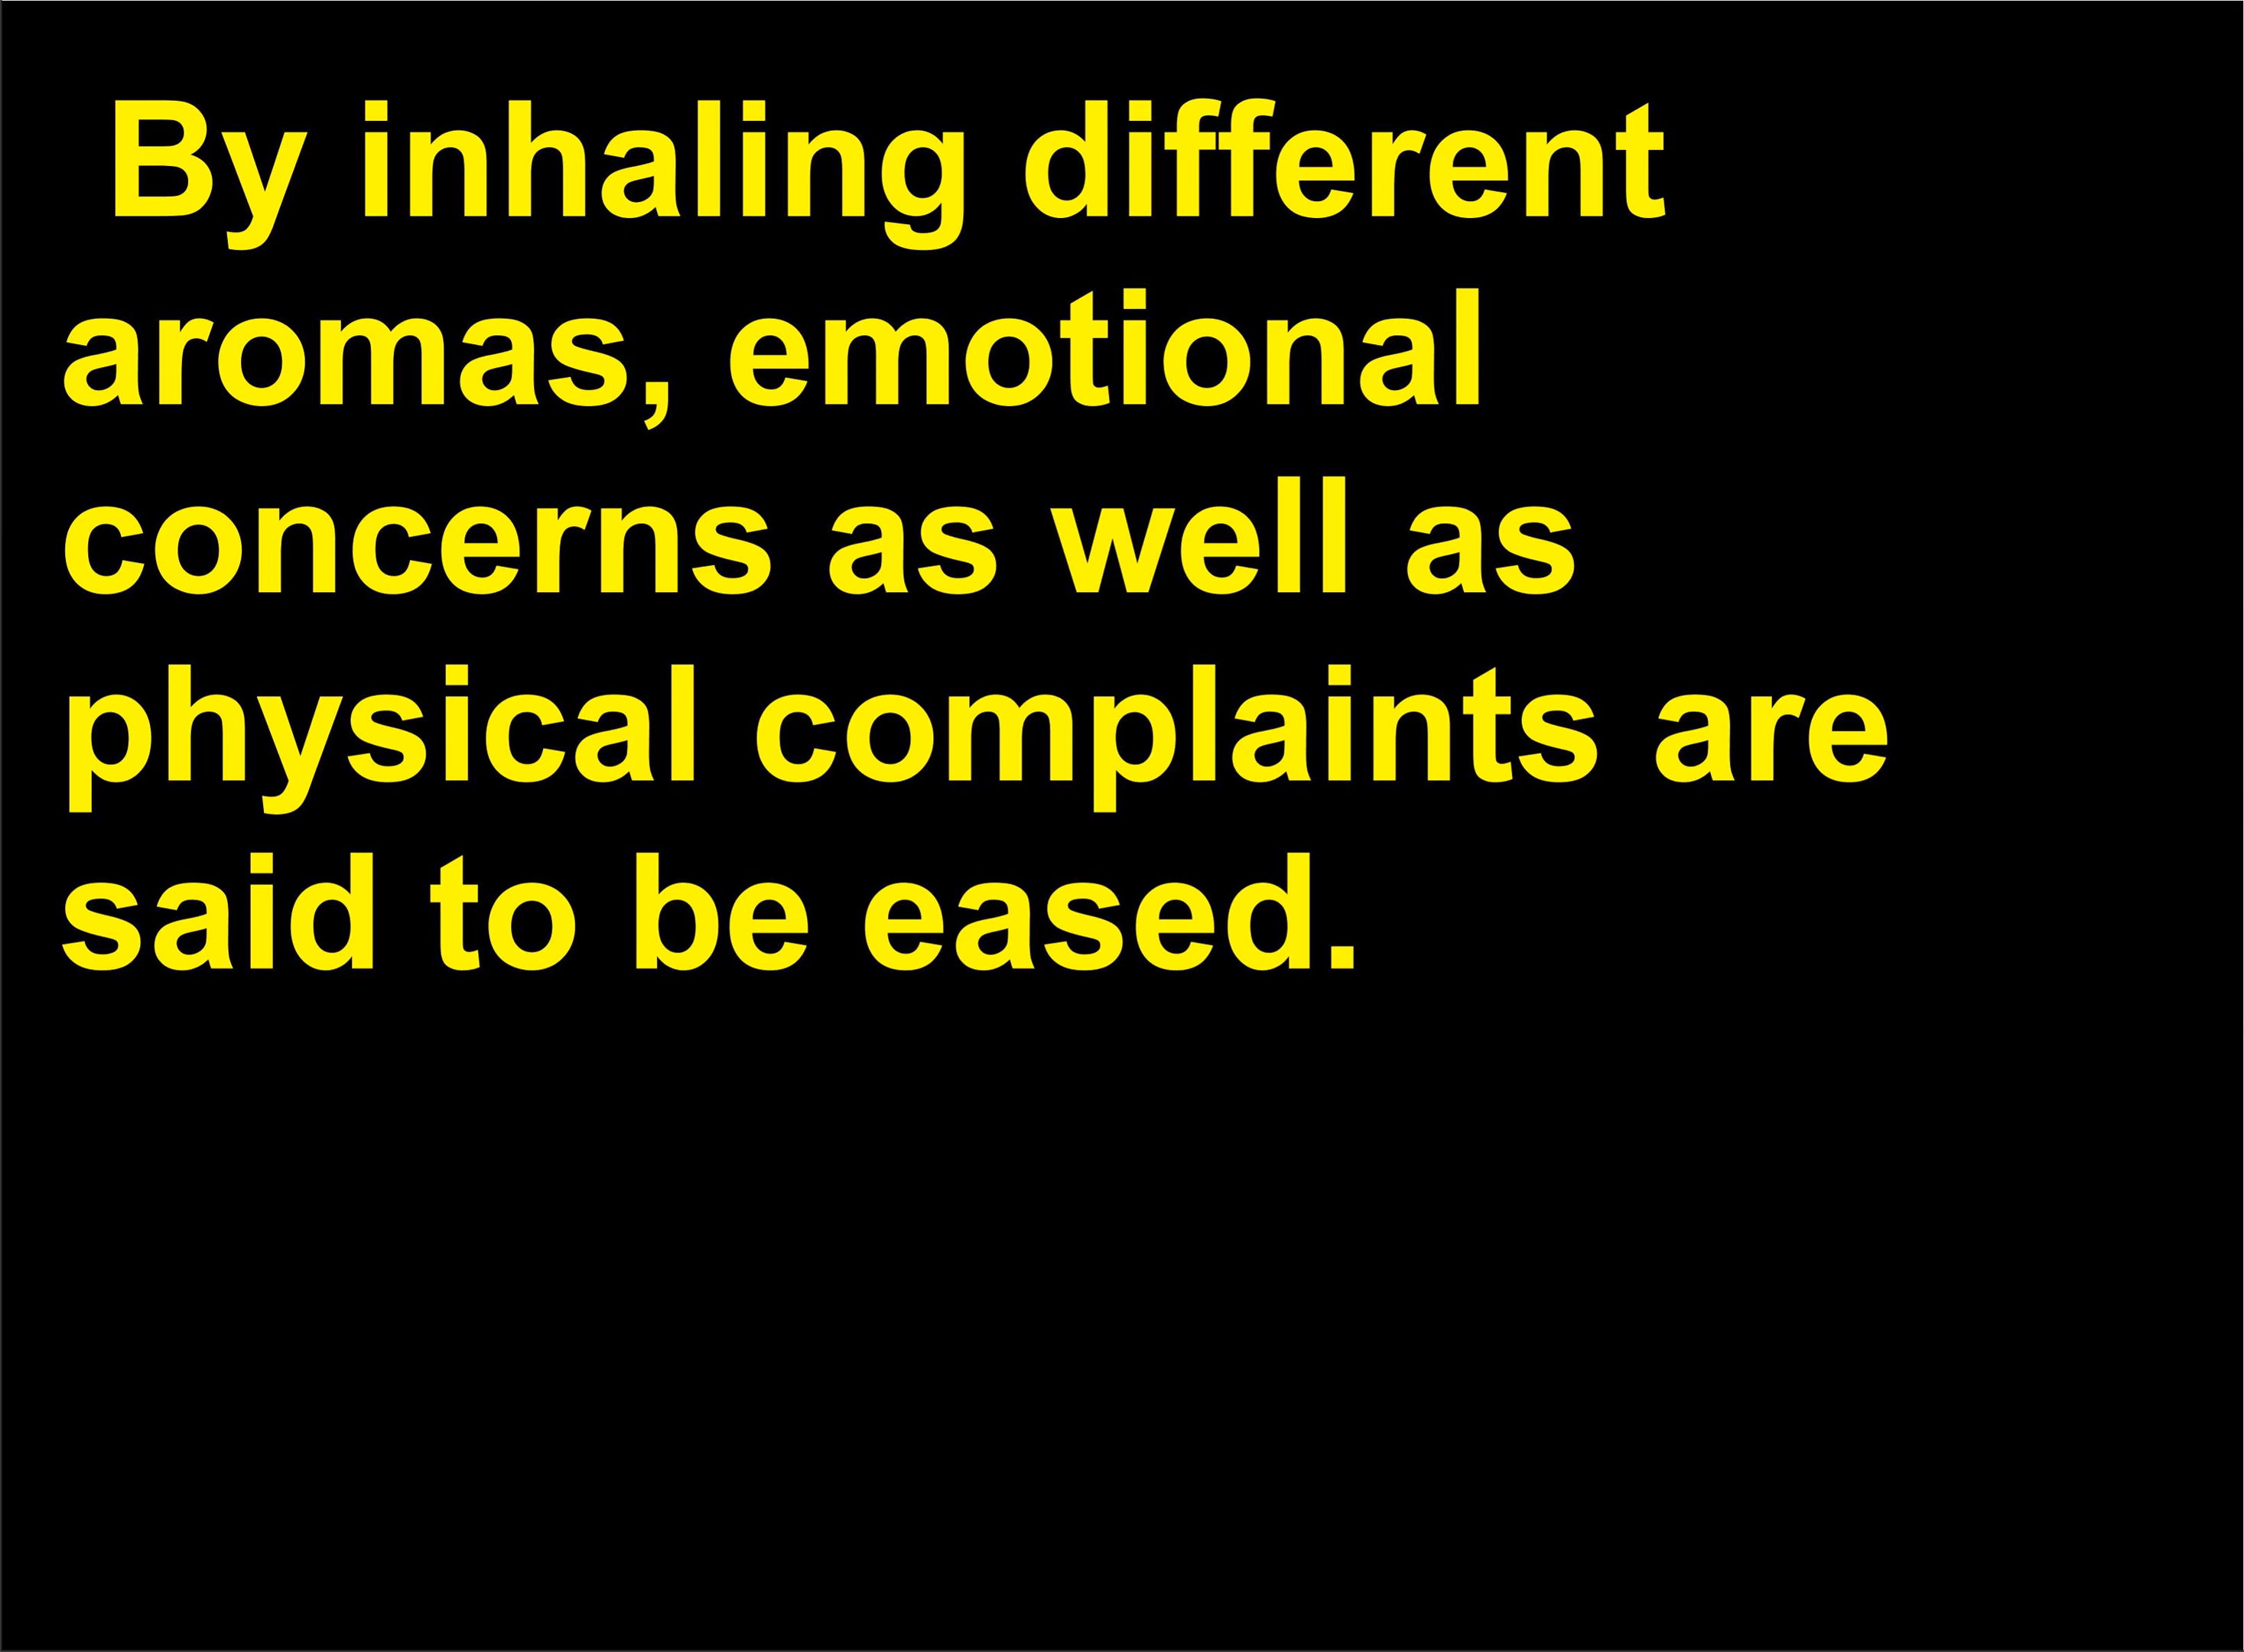 By inhaling different
aromas, emotional
concerns as well as
physical complaints are
said to be eased.